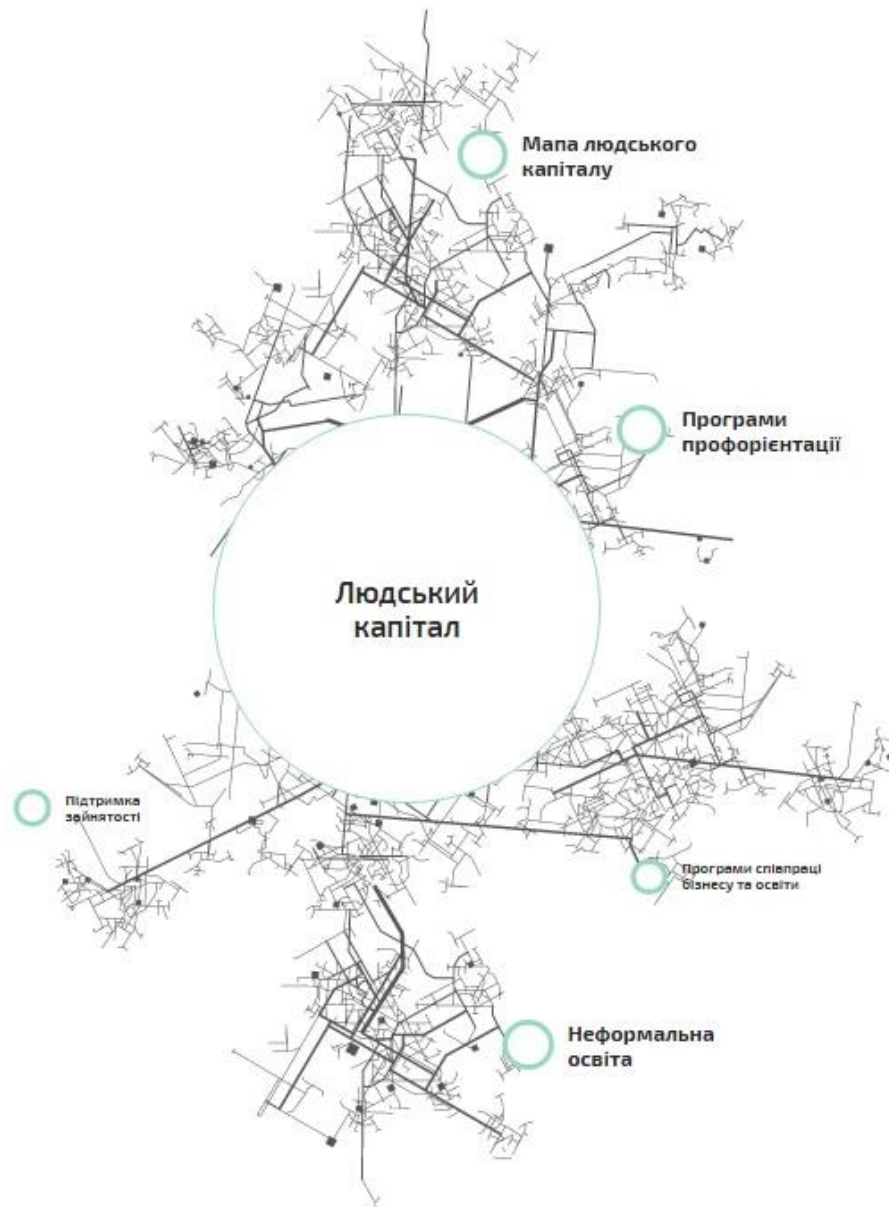 Мапа людського
капіталу
Програми
профорієнтації
Людський
капітал
Підтримка
зайнятості
Програми співпраці
бізнесу та освіти
Неформальна
освіта